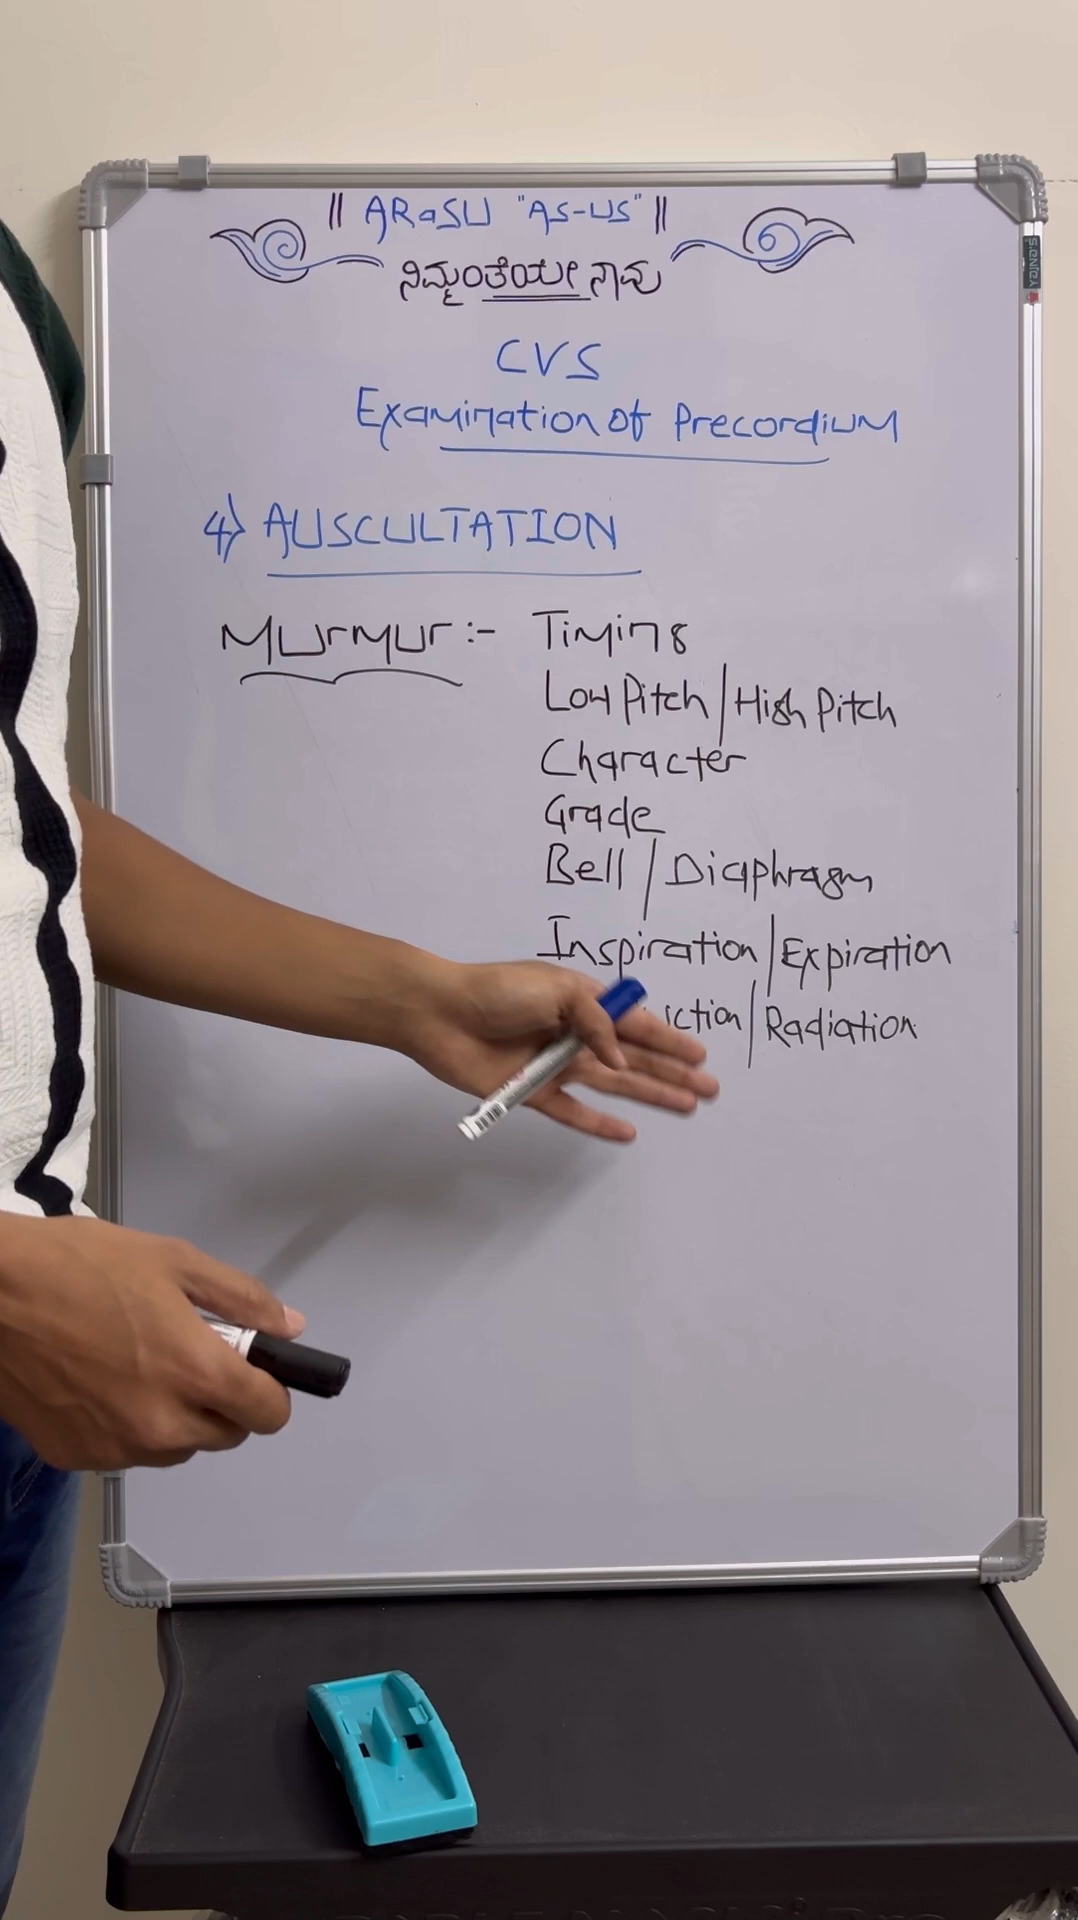 || ARaSU "AS-US" ||
ನಿಮ್ಮಂತೆಯೇ ನಾವು
CVS
Examination of Precordium
4) AUSCULTATION
Murmur :- Timing
Low Pitch / High Pitch
Character
Grade
Bell / Diaphragm
Inspiration / Expiration
/ Radiation